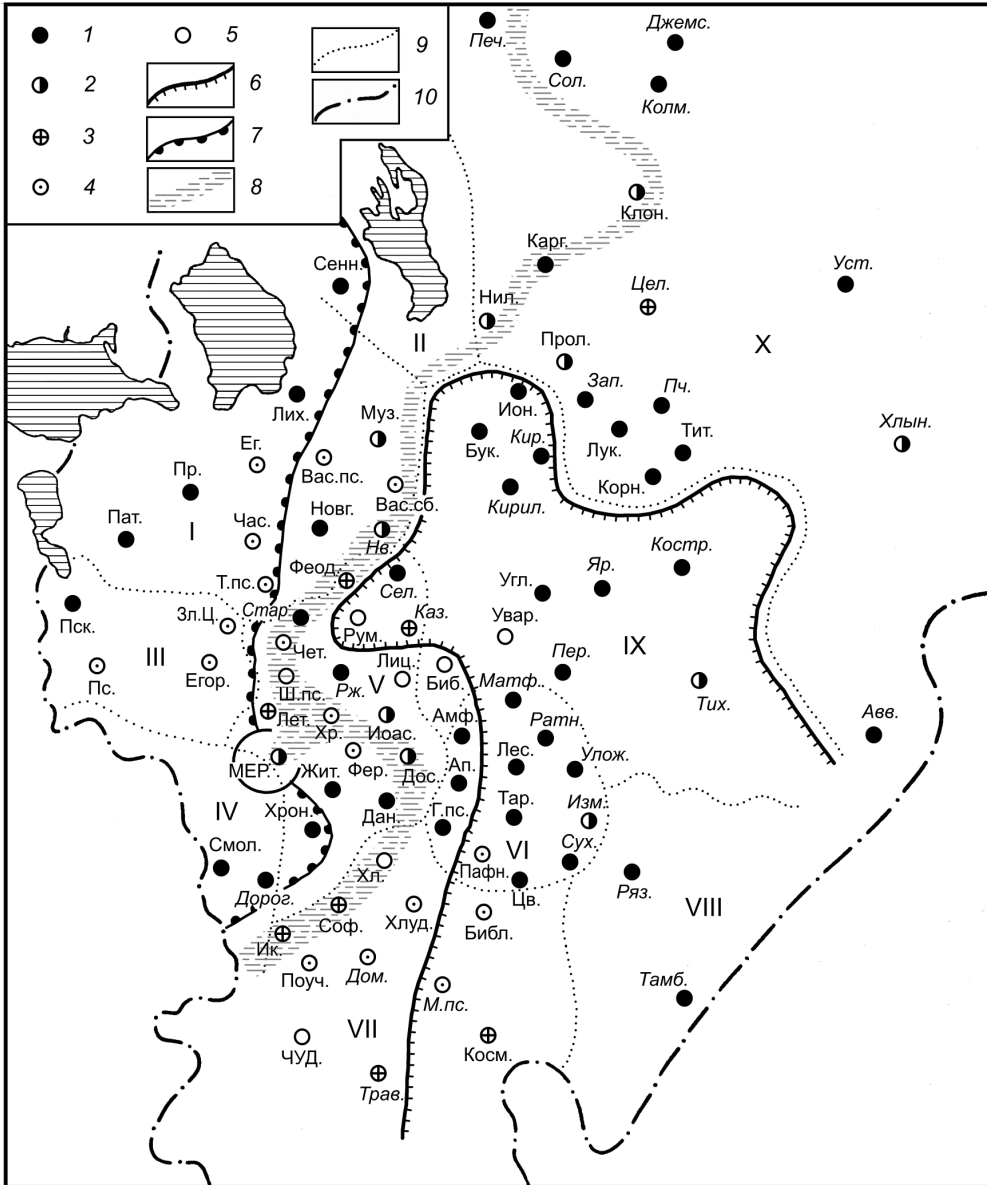 1 5 9
2 6 10
3 7
4 8
Печ. Джемс.
Сол. Колм.
Клон.
Карг.
Сенн. Уст.
Цел.
Нил.
II X
Прол.
Зап. Пч.
Лих. Ион.
Муз. Хлын.
Бук. Кир. Лук. Тит.
Ег.
Вас.пс.
Пр. Корн.
Вас.сб. Кирил.
Новг.
Час. I
Пат.
Нв. Костр.
Феод.
Т.пс. Сел. Угл. Яр.
Зл.Ц. Стар
Пск. Рум. Каз. Увар.
III Чет. Лиц. IX
Пс. Егор. Ш.пс. Рж. V Биб. Матф. Пер.
Тих.
Лет. Хр. Иоас. Амф. Ратн. Авв.
МЕР. Фер. Дос. Ап. Лес. Улож.
Жит.
IV Хрон. Дан. Г.пс. Тар. Изм.
Смол. Хл. Пафн. VI Сух.
Дорог. Цв. Ряз.
Соф. Хлуд. Библ. VIII
Ик.
Поуч. Дом. М.пс. Тамб.
VII
ЧУД. Косм.
Трав.